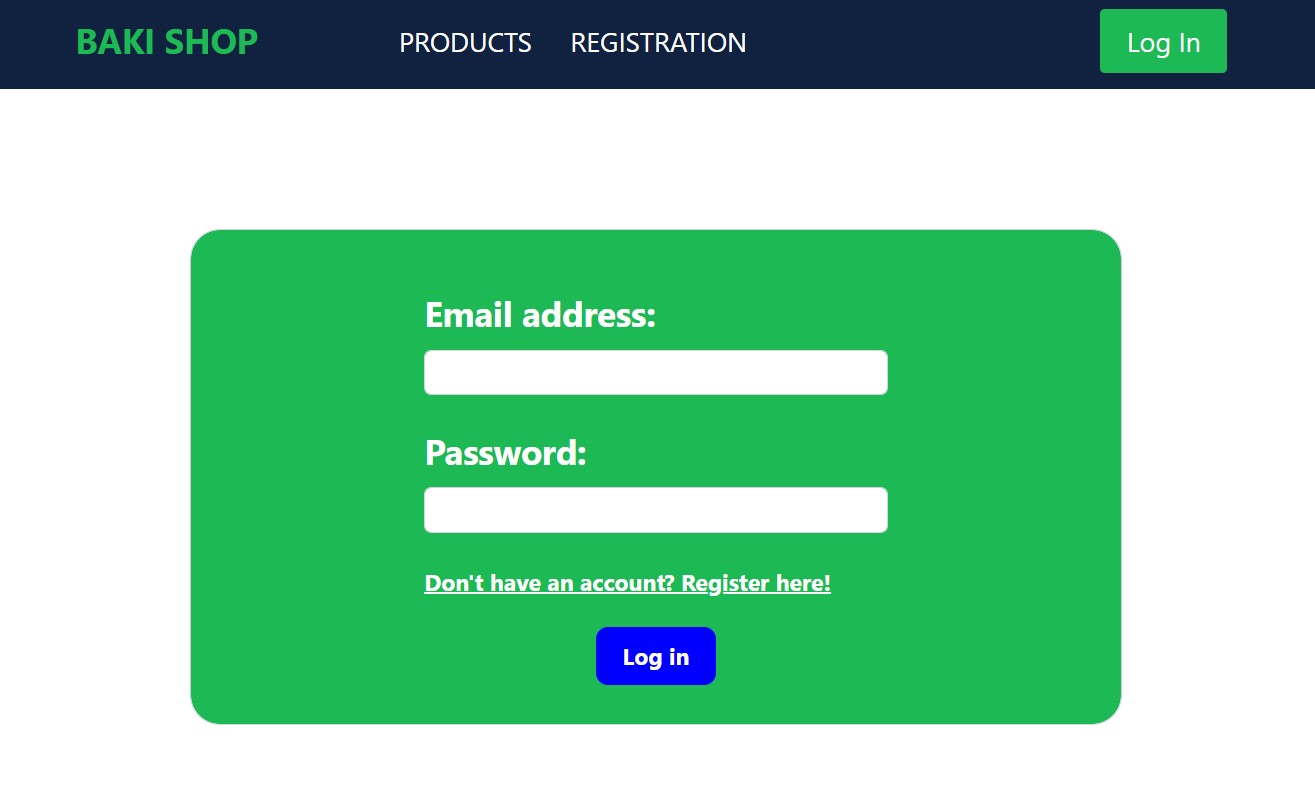 BAKI SHOP PRODUCTS REGISTRATION Log In
Email address:
Password:
Don't have an account? Register here!
Log in